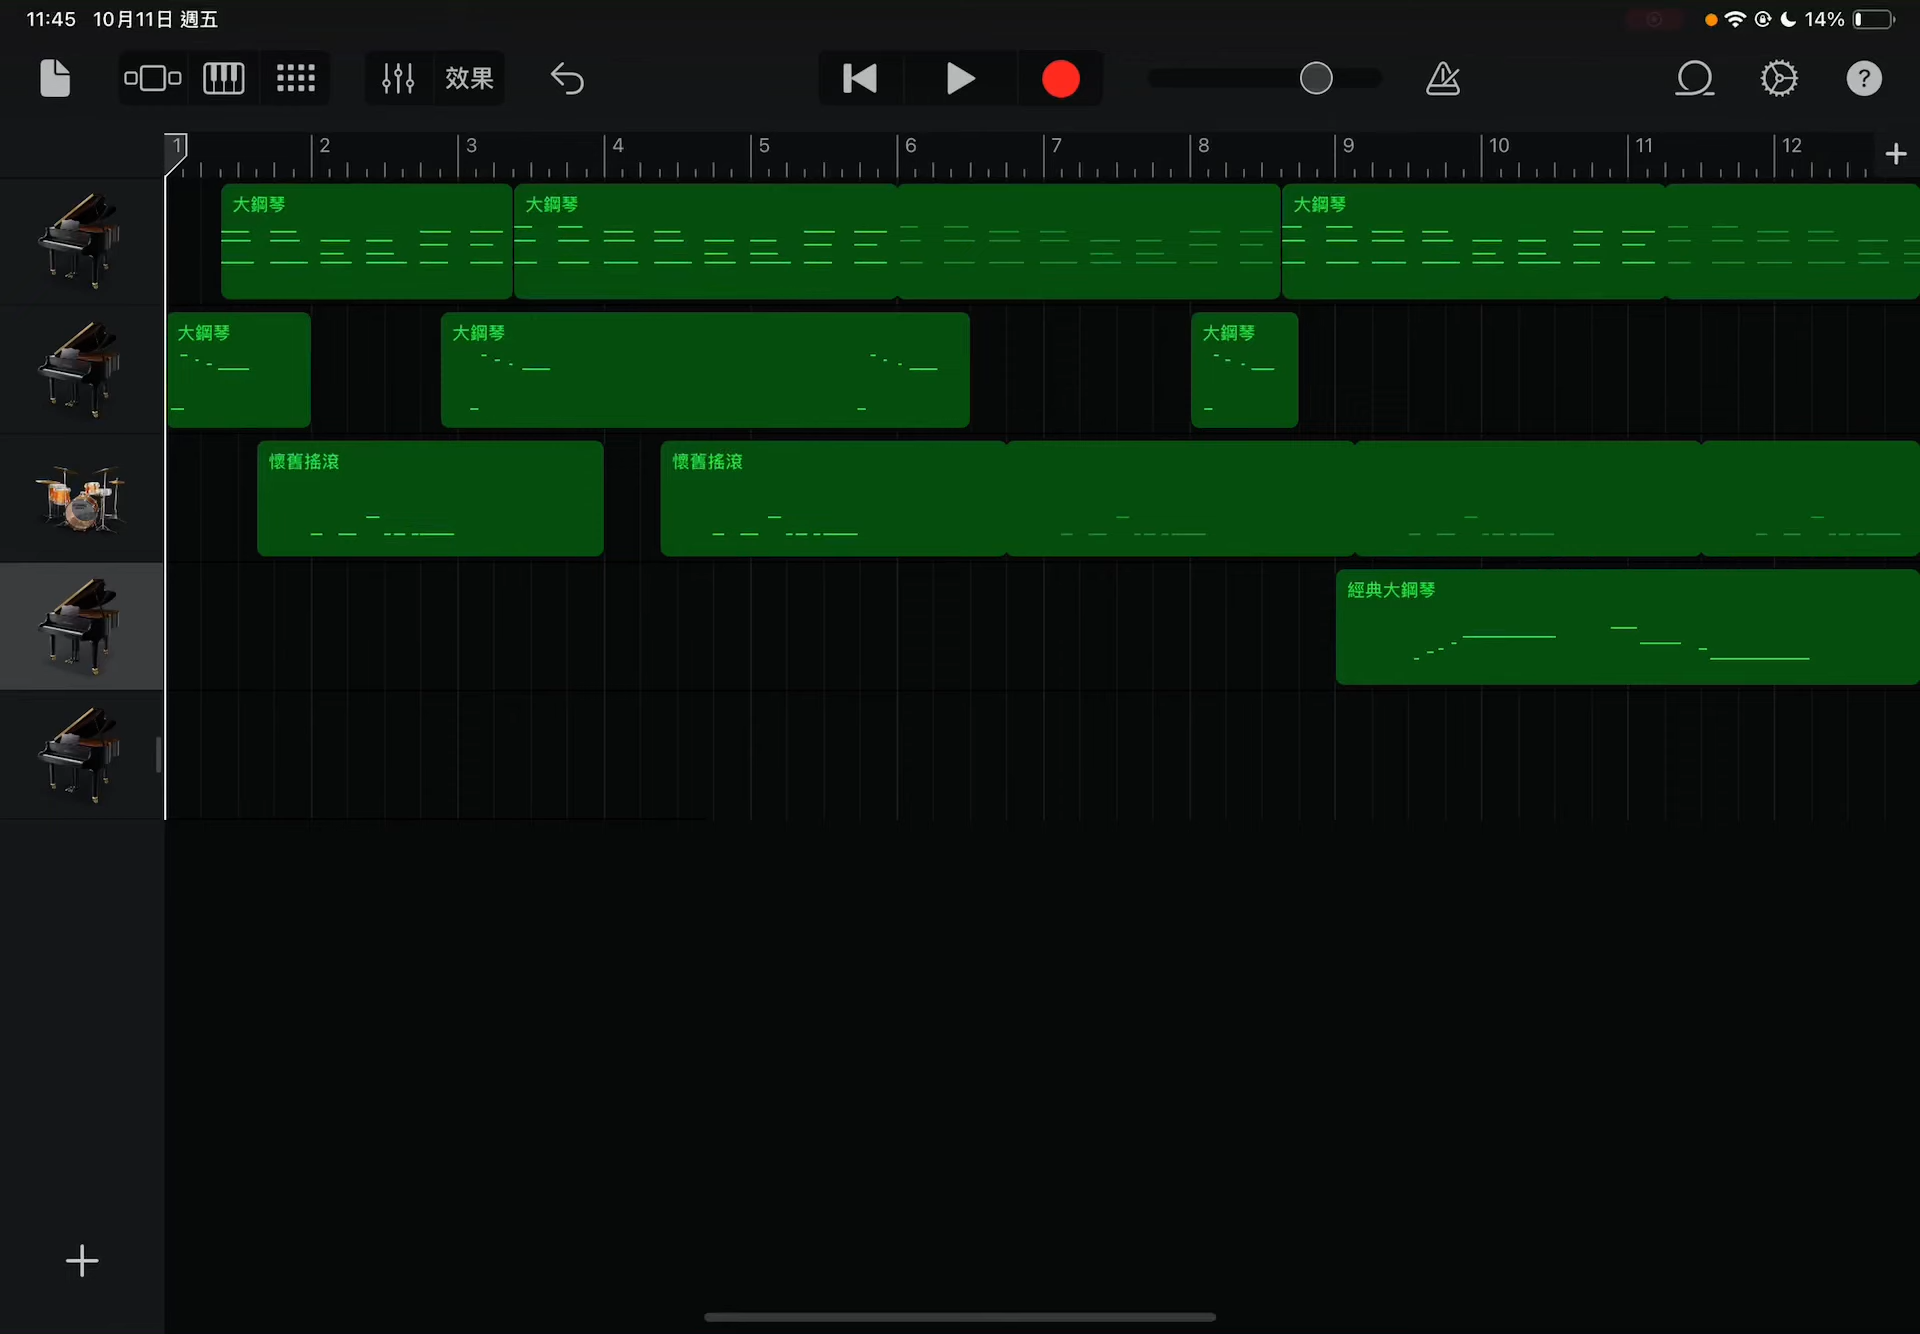 11:45 10月11日 週五
14%
效果
?
1 2 3 4 5 6 7 8 9 10 11 12
大鋼琴 大鋼琴 大鋼琴
大鋼琴 大鋼琴 大鋼琴
懷舊搖滾 懷舊搖滾
經典大鋼琴